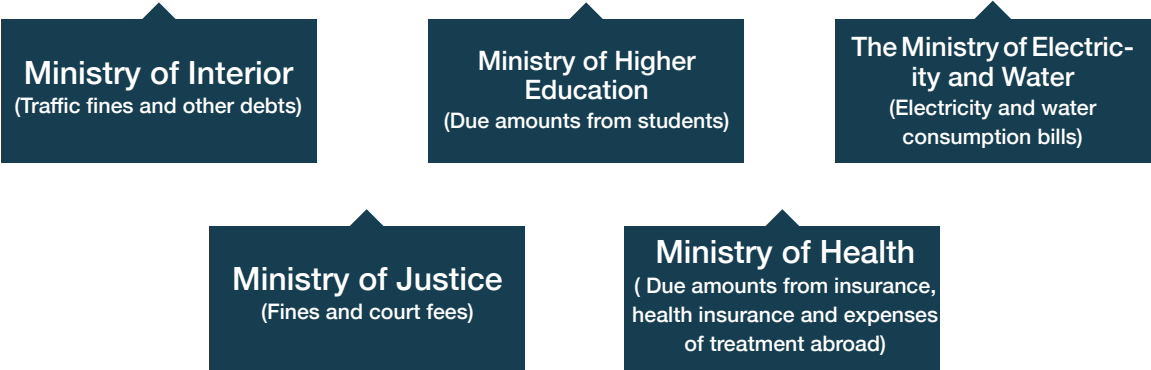 Ministry of Interior
(Traffic fines and other debts)
Ministry of Higher
Education
(Due amounts from students)
The Ministry of Electric-
ity and Water
(Electricity and water
consumption bills)
Ministry of Justice
(Fines and court fees)
Ministry of Health
( Due amounts from insurance,
health insurance and expenses
of treatment abroad)